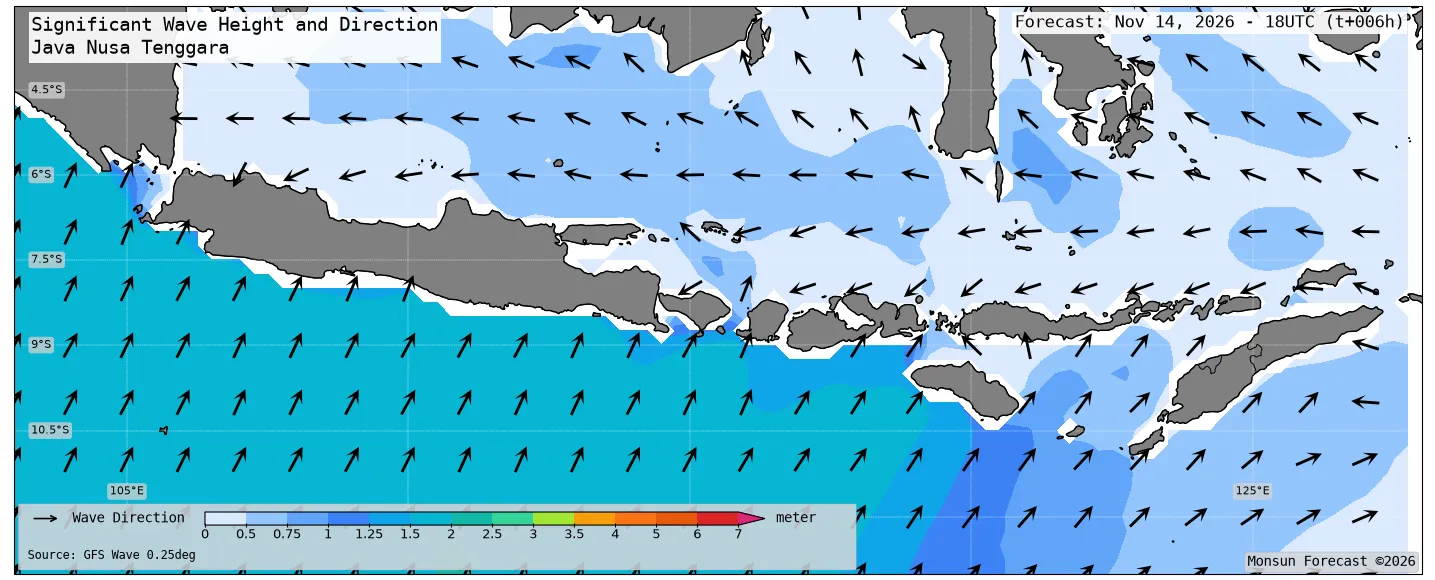 Significant Wave Height and Direction
Java Nusa Tenggara
Forecast: Nov 14, 2026 - 18UTC (t+006h)
4.5°S
6°S
7.5°S
9°S
10.5°S
105°E
125°E
Wave Direction
0 0.5 0.75 1 1.25 1.5 2 2.5 3 3.5 4 5 6 7
meter
Source: GFS Wave 0.25deg
Monsun Forecast ©2026